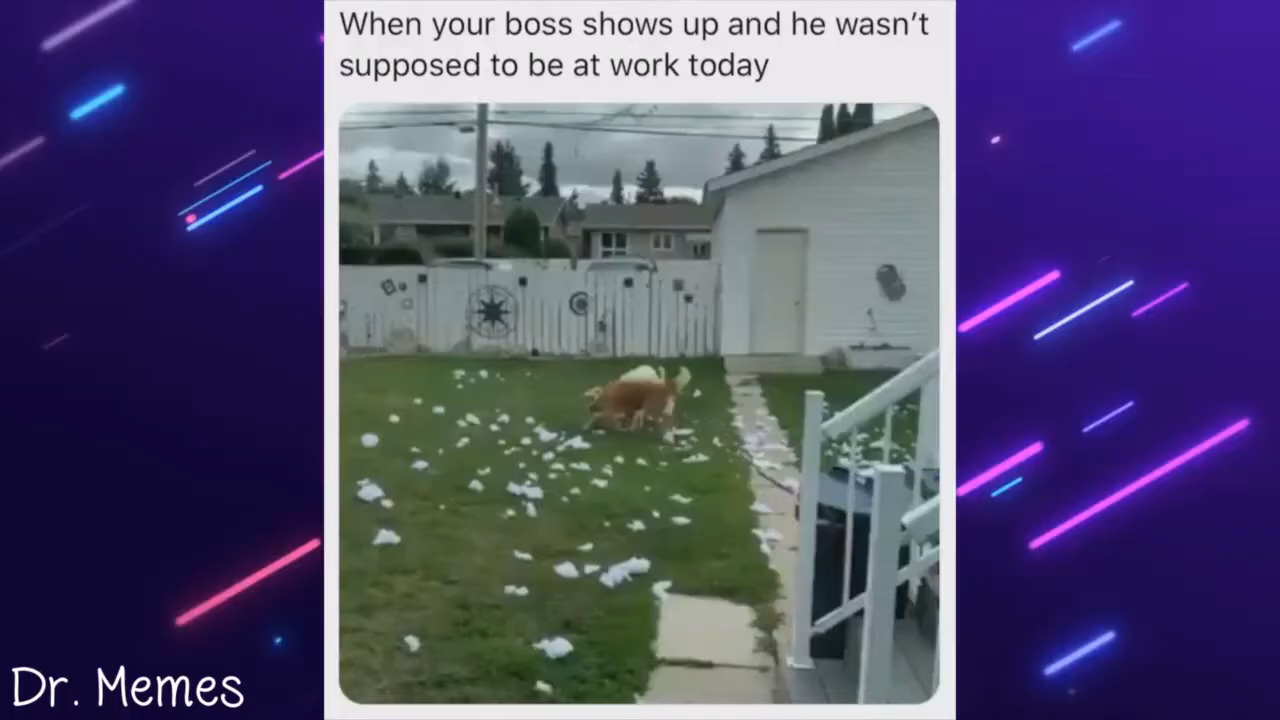 When your boss shows up and he wasn’t
supposed to be at work today
Dr. Memes